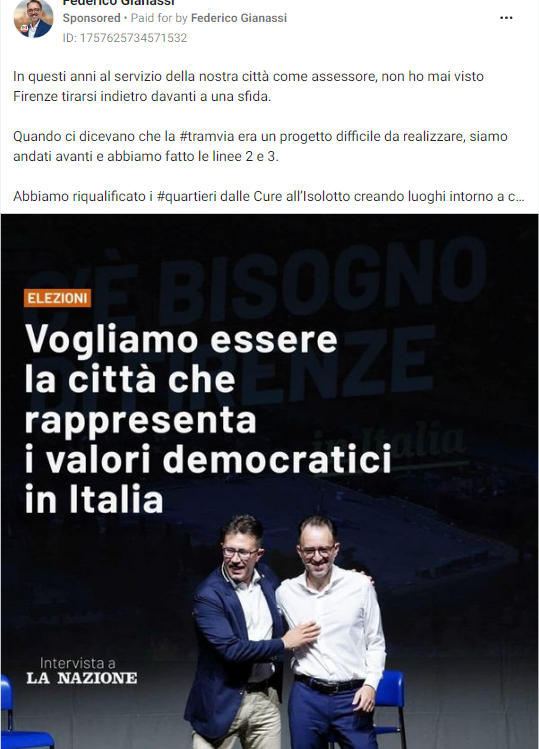 Federico Gianassi
Sponsored • Paid for by Federico Gianassi
ID: 1757625734571532
In questi anni al servizio della nostra città come assessore, non ho mai visto
Firenze tirarsi indietro davanti a una sfida.
Quando ci dicevano che la #tramvia era un progetto difficile da realizzare, siamo
andati avanti e abbiamo fatto le linee 2 e 3.
Abbiamo riqualificato i #quartieri dalle Cure all'Isolotto creando luoghi intorno a c...
C'È BISOGNO
DI FIRENZE
in Italia
ELEZIONI
Vogliamo essere
la città che
rappresenta
i valori democratici
in Italia
Intervista a
LA NAZIONE